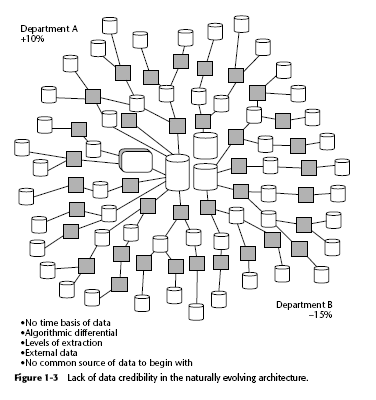 Department A
+10%
Department B
–15%
•No time basis of data
•Algorithmic differential
•Levels of extraction
•External data
•No common source of data to begin with
Figure 1-3 Lack of data credibility in the naturally evolving architecture.